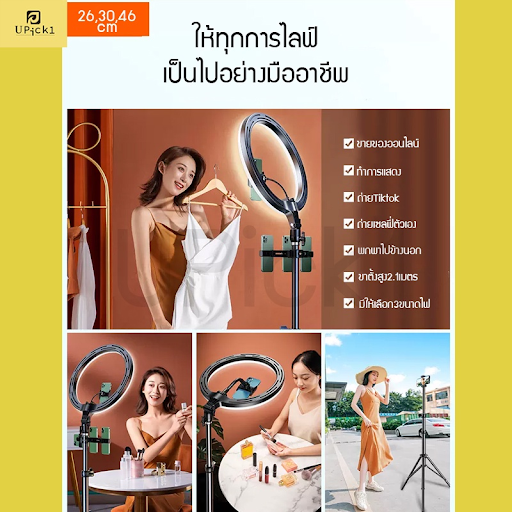 UPick1
26,30,46
cm
ให้ทุกการไลฟ์
เป็นไปอย่างมืออาชีพ
ขายของออนไลน์
ทำการแสดง
ถ่ายTiktok
ถ่ายเซลฟี่ตัวเอง
พกพาไปข้างนอก
ขาตั้งสูง2.1เมตร
มีให้เลือก3ขนาดไฟ
UPick1